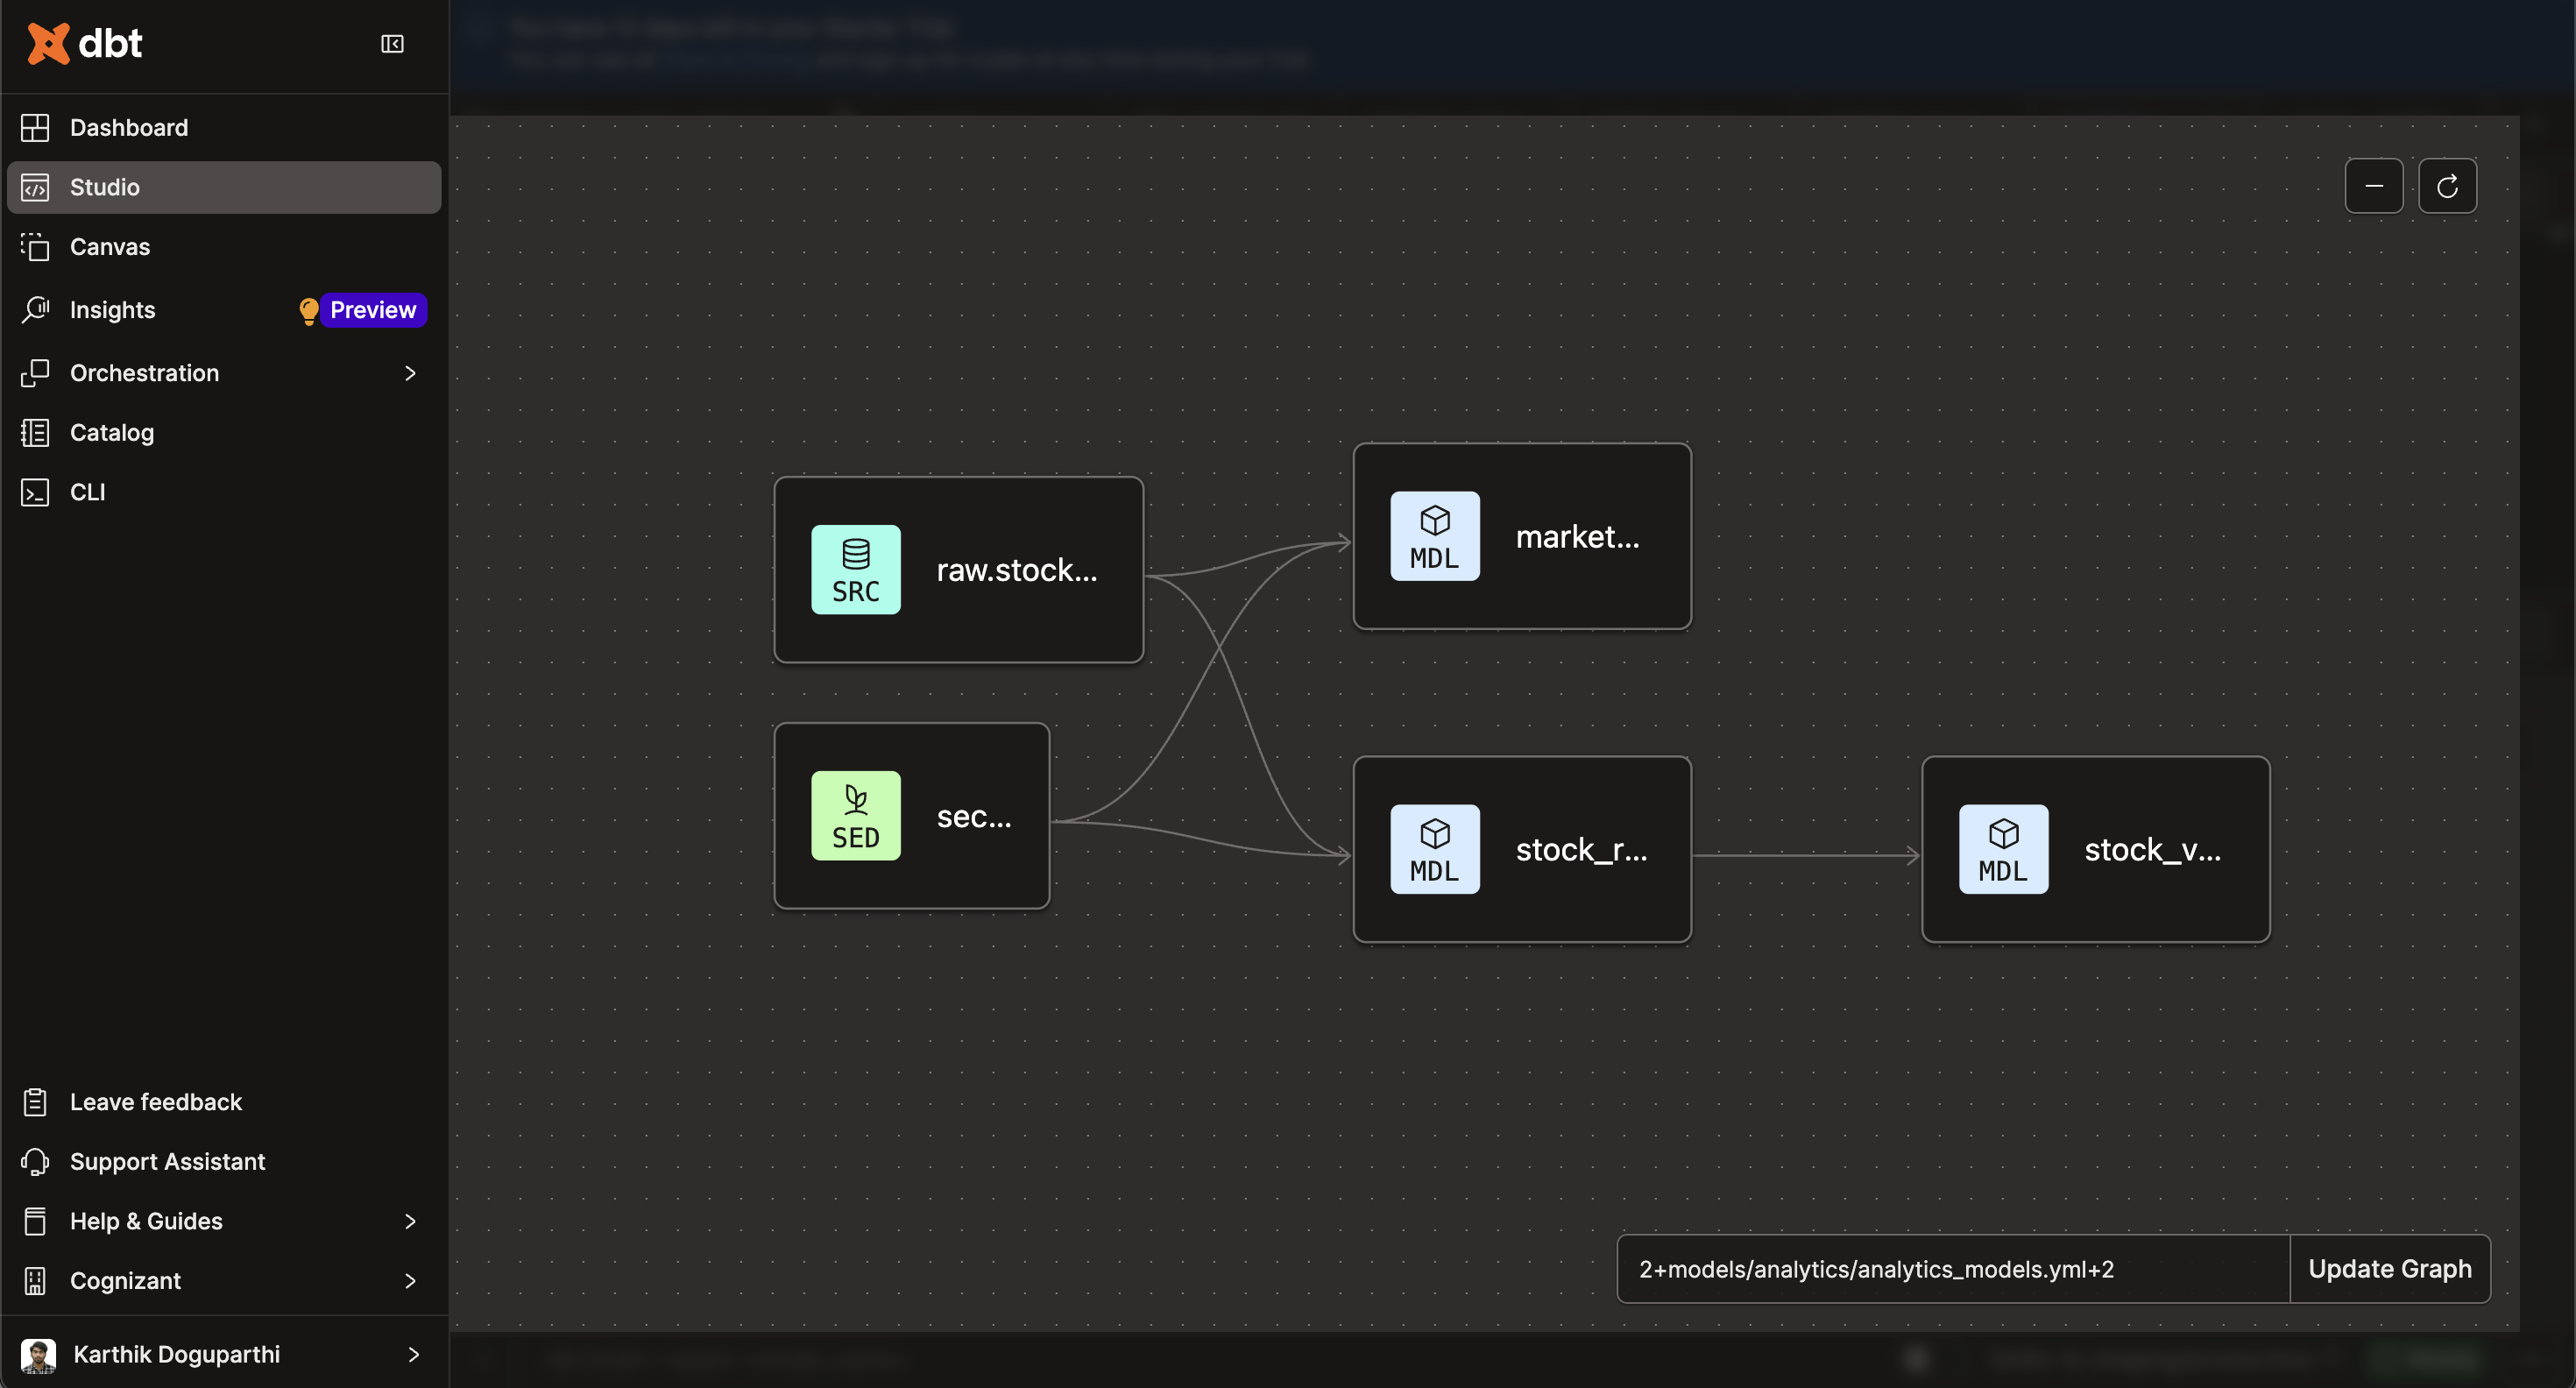 dbt
Dashboard
Studio
Canvas
Insights
Preview
Orchestration
Catalog
CLI
Leave feedback
Support Assistant
Help & Guides
Cognizant
Karthik Doguparthi
SRC
raw.stock...
SED
sec...
MDL
market...
MDL
stock_r...
MDL
stock_v...
2+models/analytics/analytics_models.yml+2
Update Graph